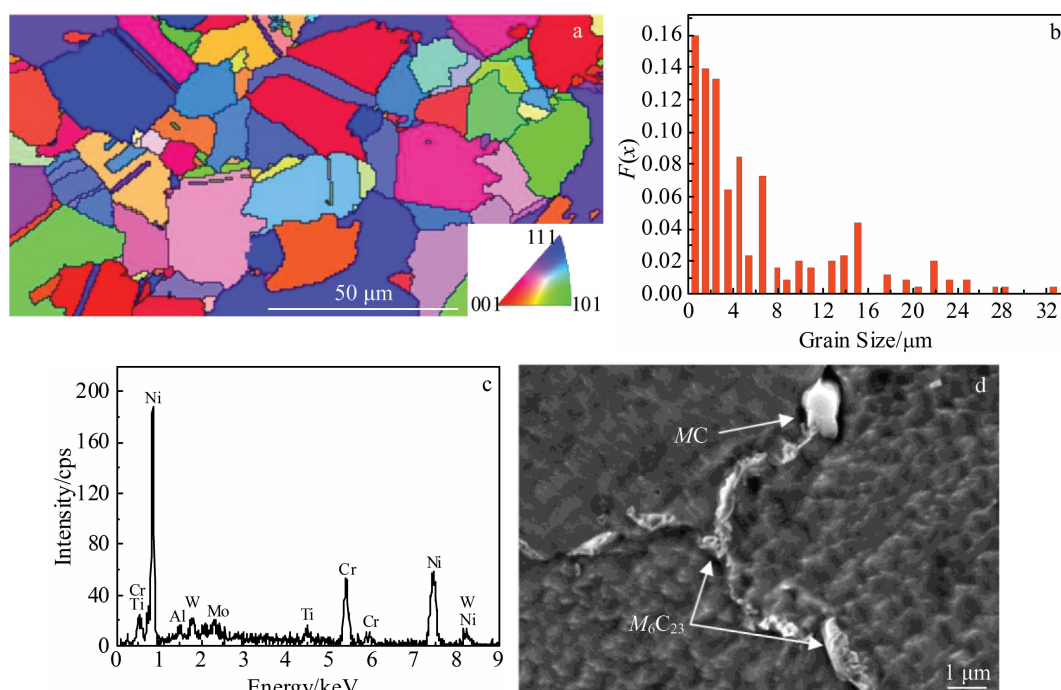 a
111
001
101
50 μm
b
F(x)
0.16
0.14
0.12
0.10
0.08
0.06
0.04
0.02
0.00
0 4 8 12 16 20 24 28 32
Grain Size/μm
c
Intensity/cps
200
160
120
80
40
0
Ni
Cr
Ti
Al
W
Mo
Ti
Cr
Cr
Ni
W
Ni
0 1 2 3 4 5 6 7 8 9
Energy/keV
d
MC
M₆C₂₃
1 μm